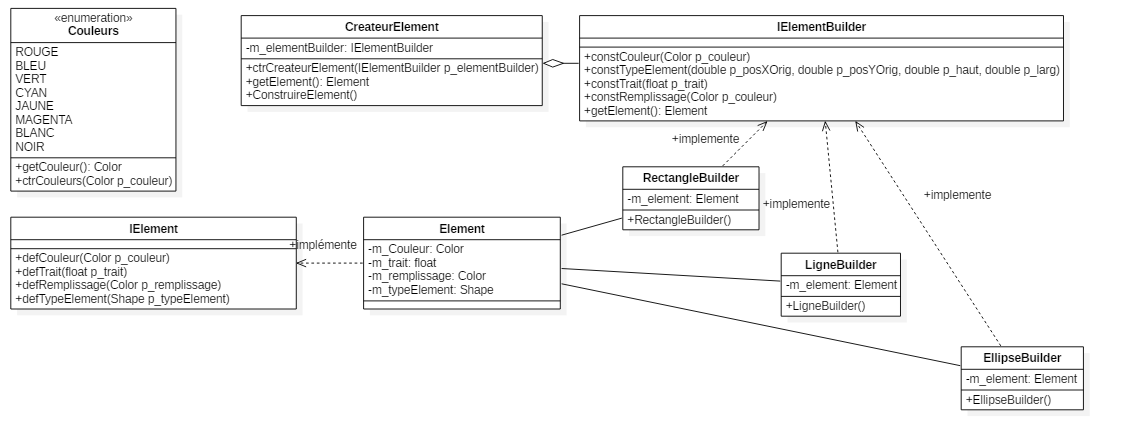 «enumeration»
Couleurs
ROUGE
BLEU
VERT
CYAN
JAUNE
MAGENTA
BLANC
NOIR
+getCouleur(): Color
+ctrCouleurs(Color p_couleur)
CreateurElement
-m_elementBuilder: IElementBuilder
+ctrCreateurElement(IElementBuilder p_elementBuilder)
+getElement(): Element
+ConstruireElement()
IElementBuilder
+constCouleur(Color p_couleur)
+constTypeElement(double p_posXOrig, double p_posYOrig, double p_haut, double p_larg)
+constTrait(float p_trait)
+constRemplissage(Color p_couleur)
+getElement(): Element
+implemente
RectangleBuilder
-m_element: Element
+RectangleBuilder()
+implemente
+implemente
IElement
+defCouleur(Color p_couleur)
+defTrait(float p_trait)
+defRemplissage(Color p_remplissage)
+defTypeElement(Shape p_typeElement)
+implémente
Element
-m_Couleur: Color
-m_trait: float
-m_remplissage: Color
-m_typeElement: Shape
LigneBuilder
-m_element: Element
+LigneBuilder()
EllipseBuilder
-m_element: Element
+EllipseBuilder()